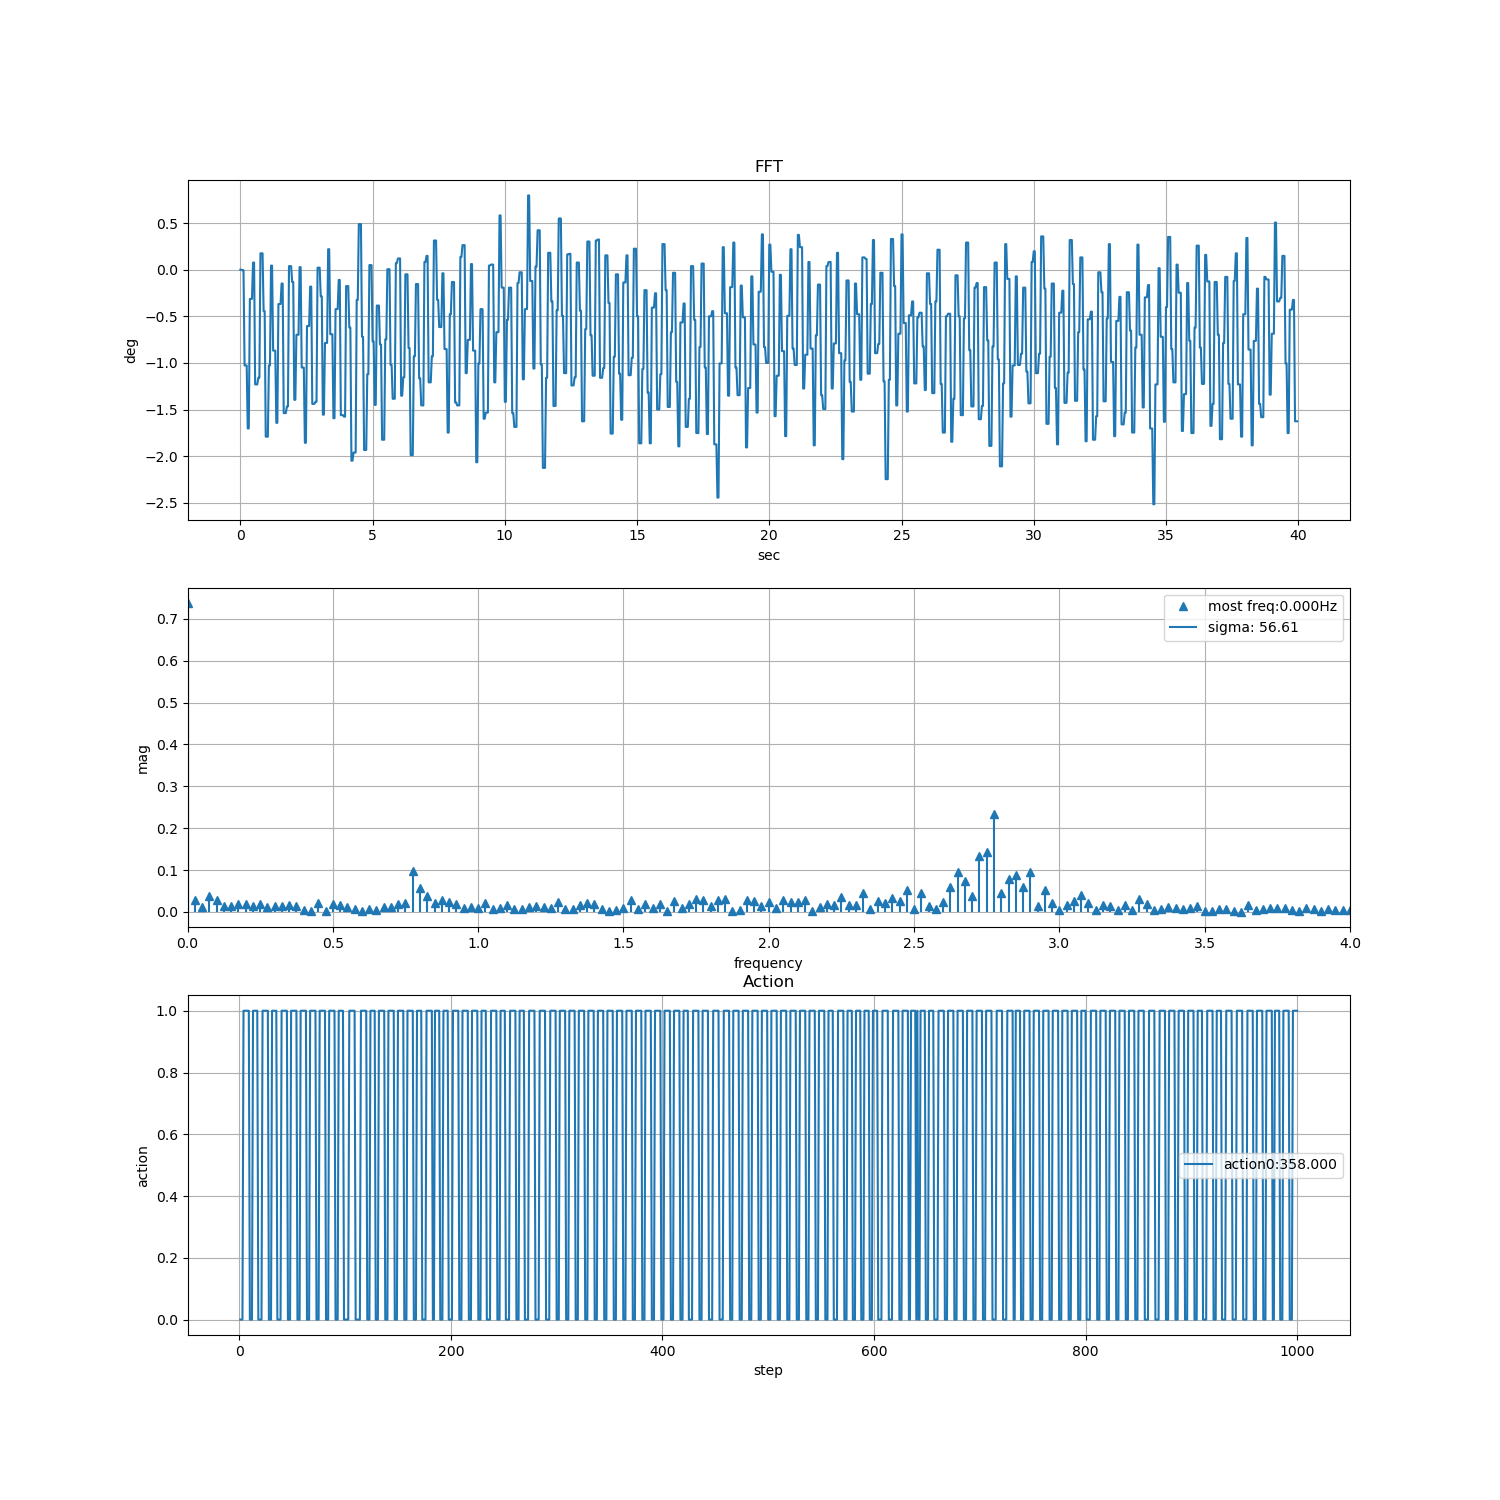 FFT
deg
0.5
0.0
−0.5
−1.0
−1.5
−2.0
−2.5
0 5 10 15 20 25 30 35 40
sec
mag
0.7
0.6
0.5
0.4
0.3
0.2
0.1
0.0
most freq:0.000Hz
sigma: 56.61
0.0 0.5 1.0 1.5 2.0 2.5 3.0 3.5 4.0
frequency
Action
action
1.0
0.8
0.6
0.4
0.2
0.0
action0:358.000
0 200 400 600 800 1000
step